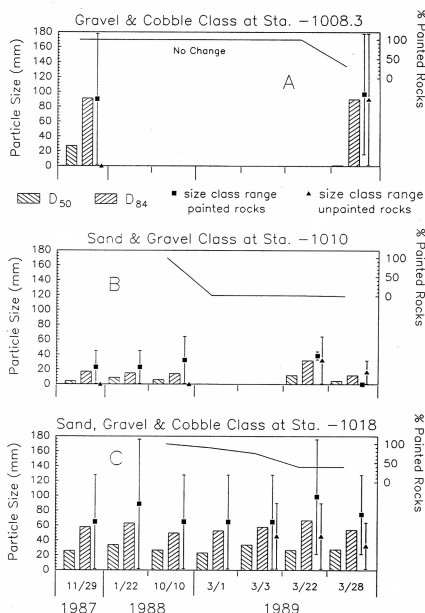 Gravel & Cobble Class at Sta. -1008.3
Particle Size (mm)
180
160
140
120
100
80
60
40
20
0
No Change
A
100
50
0
% Painted Rocks
D50
D84
size class range painted rocks
size class range unpainted rocks
Sand & Gravel Class at Sta. -1010
Particle Size (mm)
180
160
140
120
100
80
60
40
20
0
B
100
50
0
% Painted Rocks
Sand, Gravel & Cobble Class at Sta. -1018
Particle Size (mm)
180
160
140
120
100
80
60
40
20
0
C
100
50
0
% Painted Rocks
11/29 1/22 10/10 3/1 3/3 3/22 3/28
1987 1988 1989